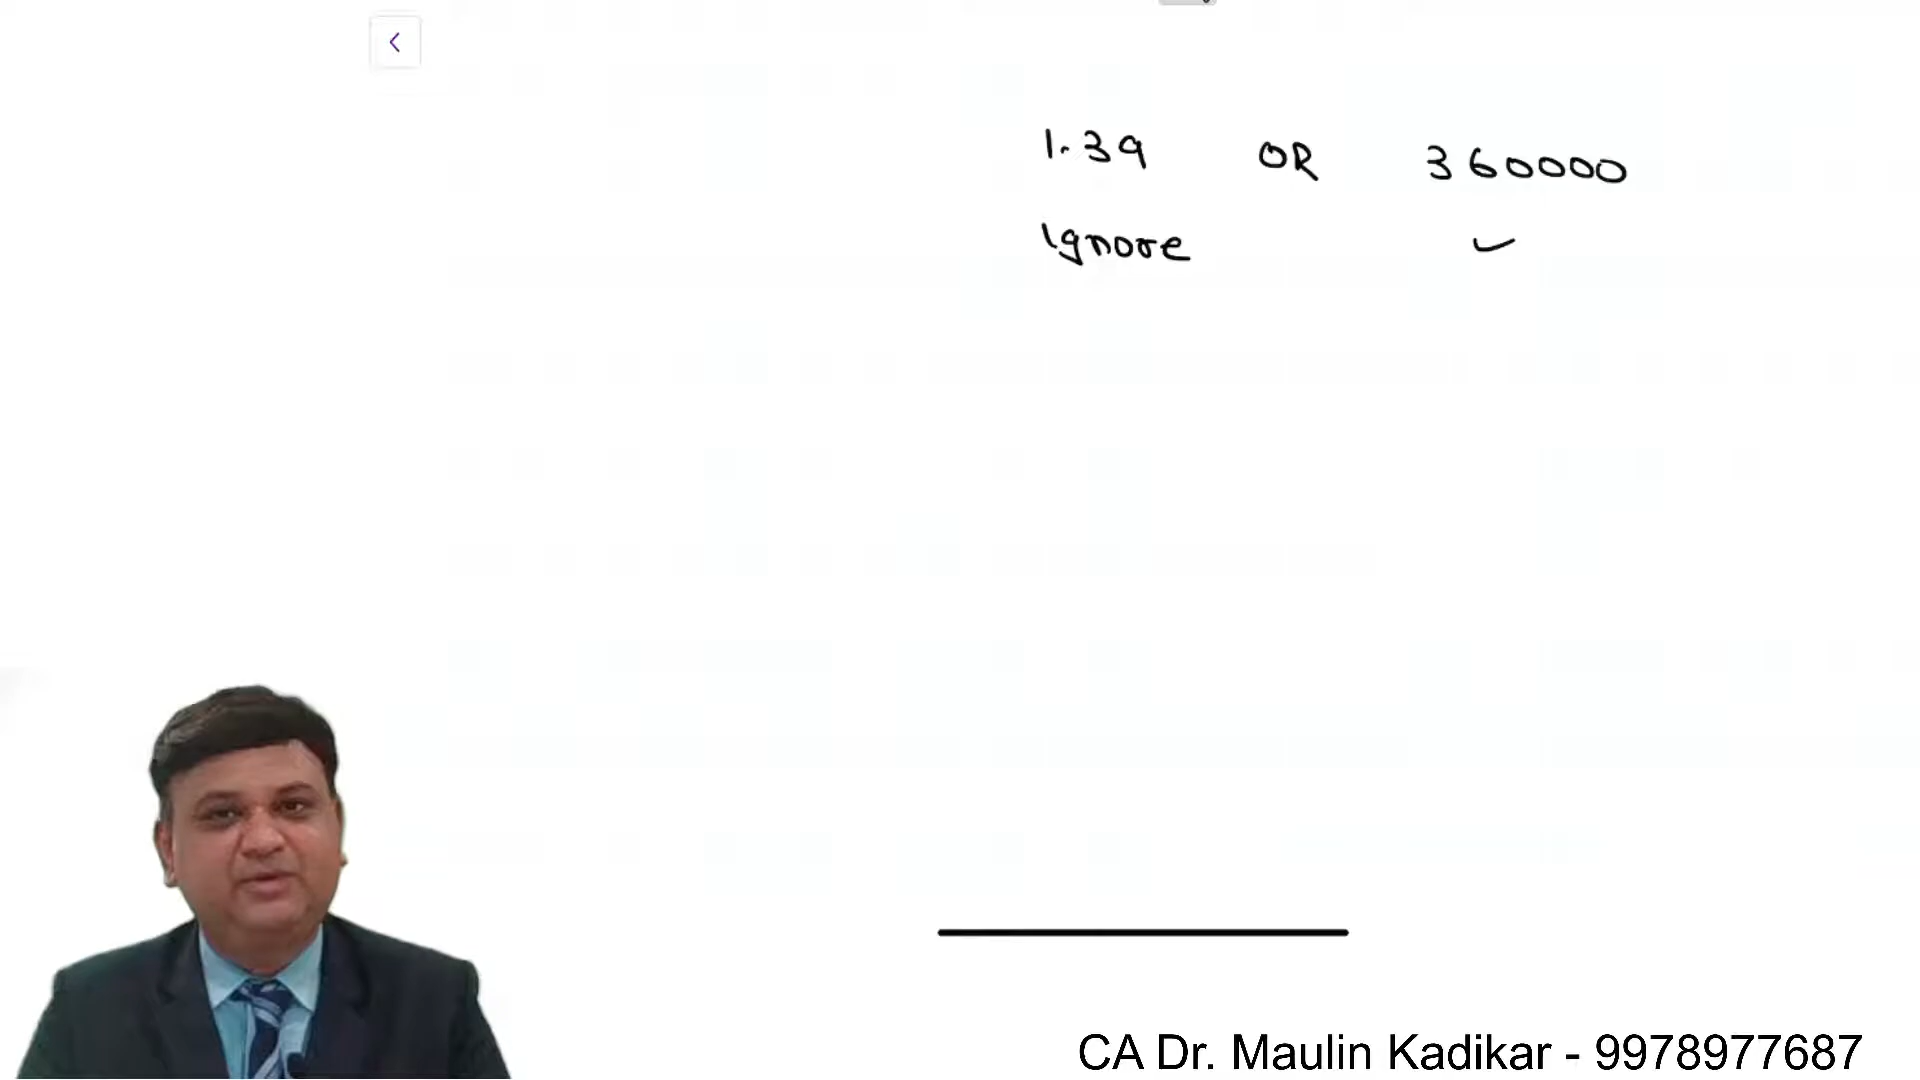 1.39 OR 360000
Ignore ✓
CA Dr. Maulin Kadikar - 9978977687